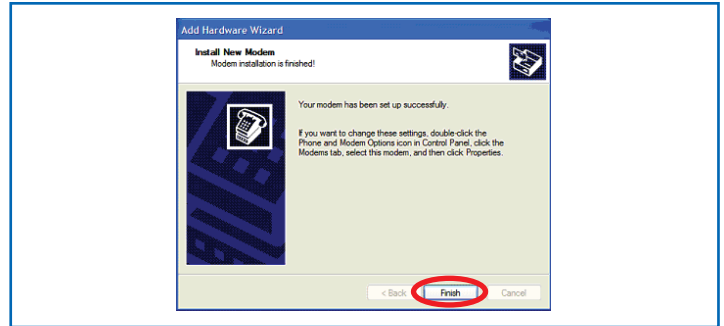 Add Hardware Wizard
Install New Modem
Modem installation is finished!
Your modem has been set up successfully.
If you want to change these settings, double-click the
Phone and Modem Options icon in Control Panel, click the
Modems tab, select this modem, and then click Properties.
< Back Finish Cancel